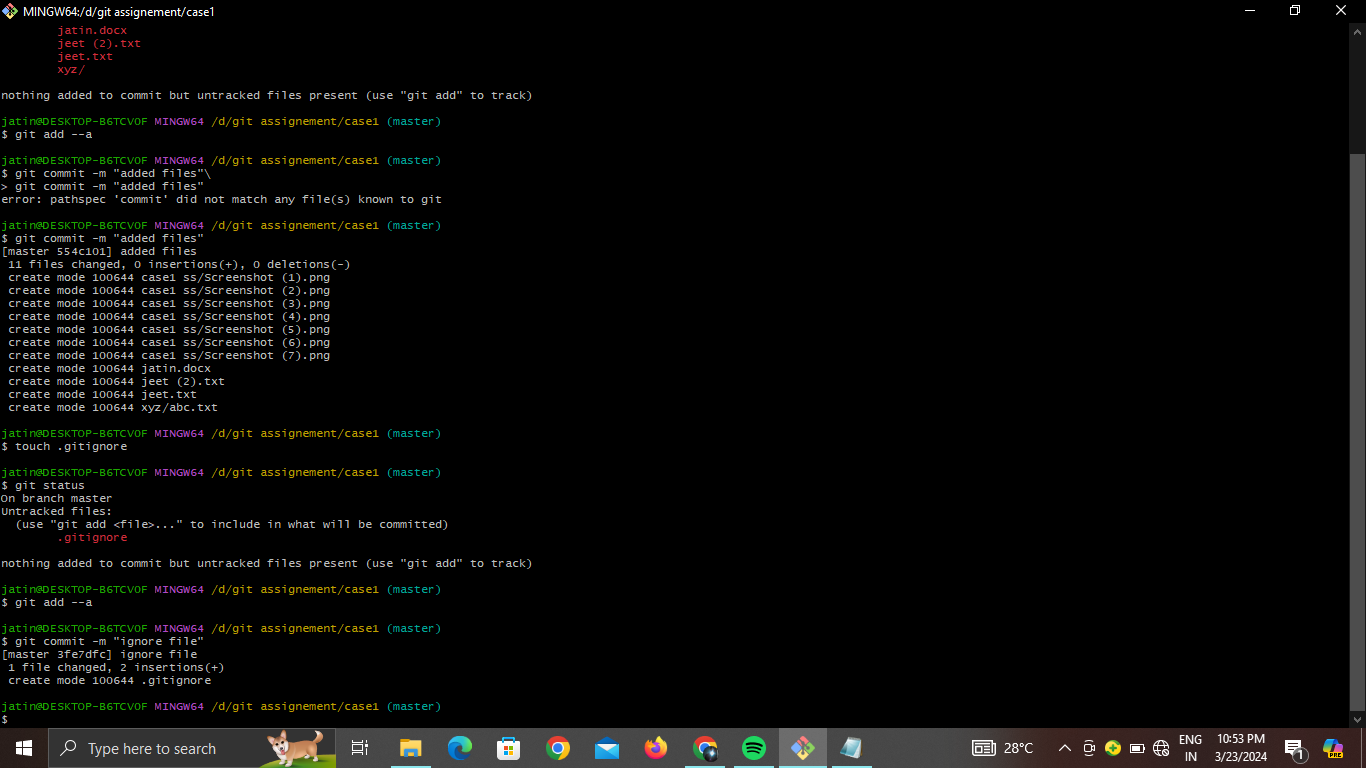 MINGW64:/d/git assignement/case1
jatin.docx
jeet (2).txt
jeet.txt
xyz/
nothing added to commit but untracked files present (use "git add" to track)
jatin@DESKTOP-B6TCVOF MINGW64 /d/git assignement/case1 (master)
$ git add --a
jatin@DESKTOP-B6TCVOF MINGW64 /d/git assignement/case1 (master)
$ git commit -m "added files"\
> git commit -m "added files"
error: pathspec 'commit' did not match any file(s) known to git
jatin@DESKTOP-B6TCVOF MINGW64 /d/git assignement/case1 (master)
$ git commit -m "added files"
[master 554c101] added files
11 files changed, 0 insertions(+), 0 deletions(-)
create mode 100644 case1 ss/Screenshot (1).png
create mode 100644 case1 ss/Screenshot (2).png
create mode 100644 case1 ss/Screenshot (3).png
create mode 100644 case1 ss/Screenshot (4).png
create mode 100644 case1 ss/Screenshot (5).png
create mode 100644 case1 ss/Screenshot (6).png
create mode 100644 case1 ss/Screenshot (7).png
create mode 100644 jatin.docx
create mode 100644 jeet (2).txt
create mode 100644 jeet.txt
create mode 100644 xyz/abc.txt
jatin@DESKTOP-B6TCVOF MINGW64 /d/git assignement/case1 (master)
$ touch .gitignore
jatin@DESKTOP-B6TCVOF MINGW64 /d/git assignement/case1 (master)
$ git status
On branch master
Untracked files:
(use "git add <file>..." to include in what will be committed)
.gitignore
nothing added to commit but untracked files present (use "git add" to track)
jatin@DESKTOP-B6TCVOF MINGW64 /d/git assignement/case1 (master)
$ git add --a
jatin@DESKTOP-B6TCVOF MINGW64 /d/git assignement/case1 (master)
$ git commit -m "ignore file"
[master 3fe7dfc] ignore file
1 file changed, 2 insertions(+)
create mode 100644 .gitignore
jatin@DESKTOP-B6TCVOF MINGW64 /d/git assignement/case1 (master)
$
Type here to search
28°C
ENG
IN
10:53 PM
3/23/2024
1
PRE